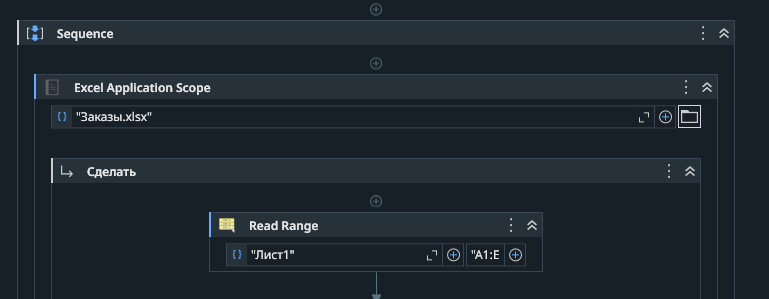 Sequence
Excel Application Scope
"Заказы.xlsx"
Сделать
Read Range
"Лист1" "A1:E